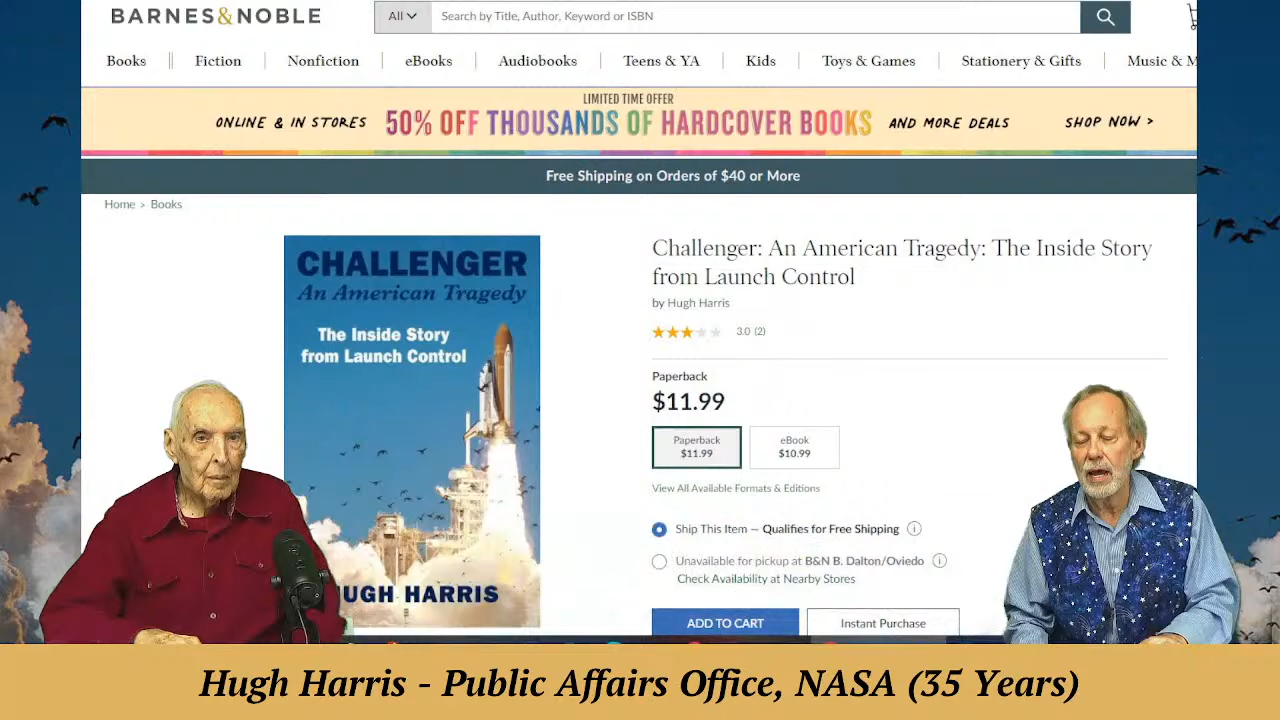 BARNES&NOBLE
All
Search by Title, Author, Keyword or ISBN
Books
Fiction
Nonfiction
eBooks
Audiobooks
Teens & YA
Kids
Toys & Games
Stationery & Gifts
Music & M
LIMITED TIME OFFER
ONLINE & IN STORES 50% OFF THOUSANDS OF HARDCOVER BOOKS AND MORE DEALS SHOP NOW >
Free Shipping on Orders of $40 or More
Home > Books
CHALLENGER
An American Tragedy
The Inside Story
from Launch Control
UGH HARRIS
Challenger: An American Tragedy: The Inside Story
from Launch Control
by Hugh Harris
3.0 (2)
Paperback
$11.99
Paperback
$11.99
eBook
$10.99
View All Available Formats & Editions
Ship This Item — Qualifies for Free Shipping
Unavailable for pickup at B&N B. Dalton/Oviedo
Check Availability at Nearby Stores
ADD TO CART
Instant Purchase
Hugh Harris - Public Affairs Office, NASA (35 Years)